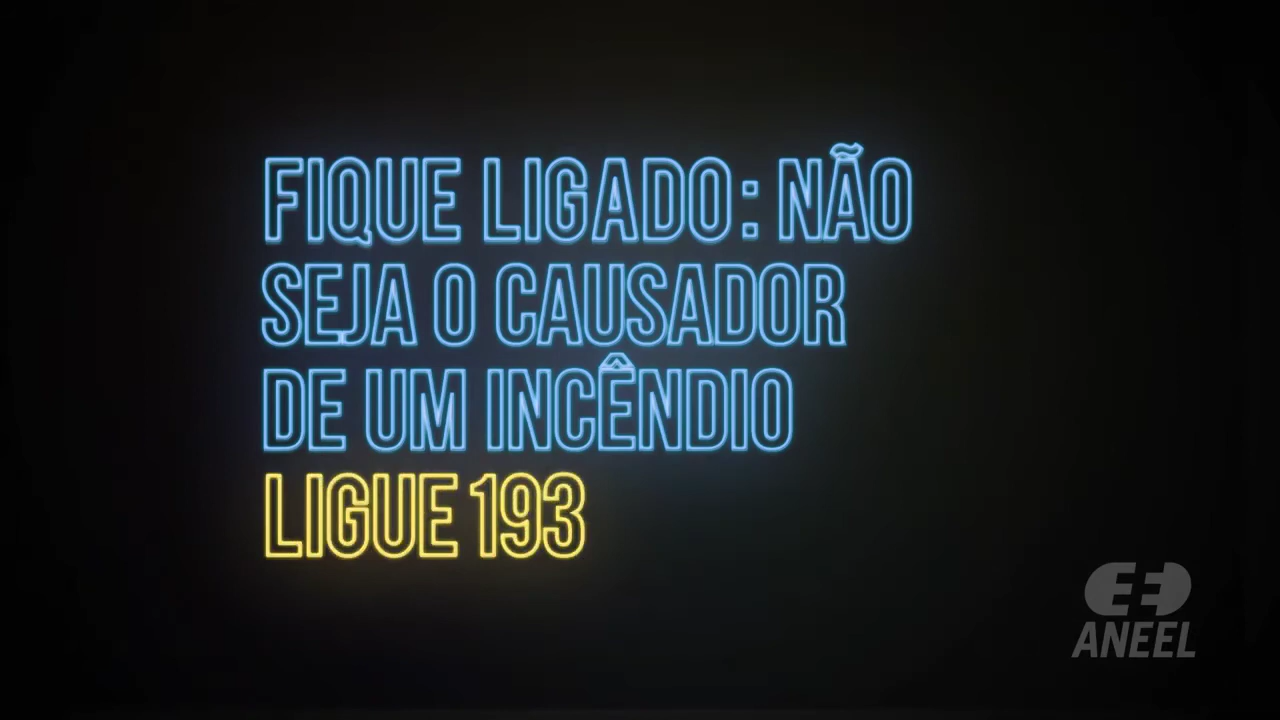 FIQUE LIGADO: NÃO
SEJA O CAUSADOR
DE UM INCÊNDIO
LIGUE 193
ANEEL